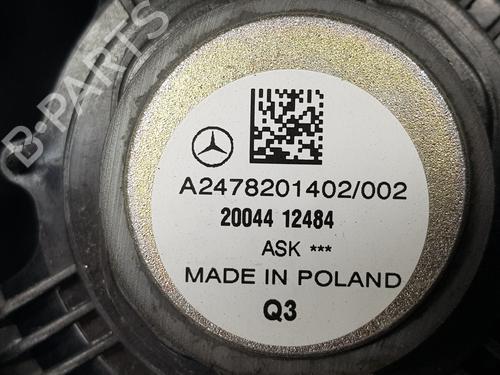 B-PARTS
A2478201402/002
20044 12484
ASK ***
MADE IN POLAND
Q3